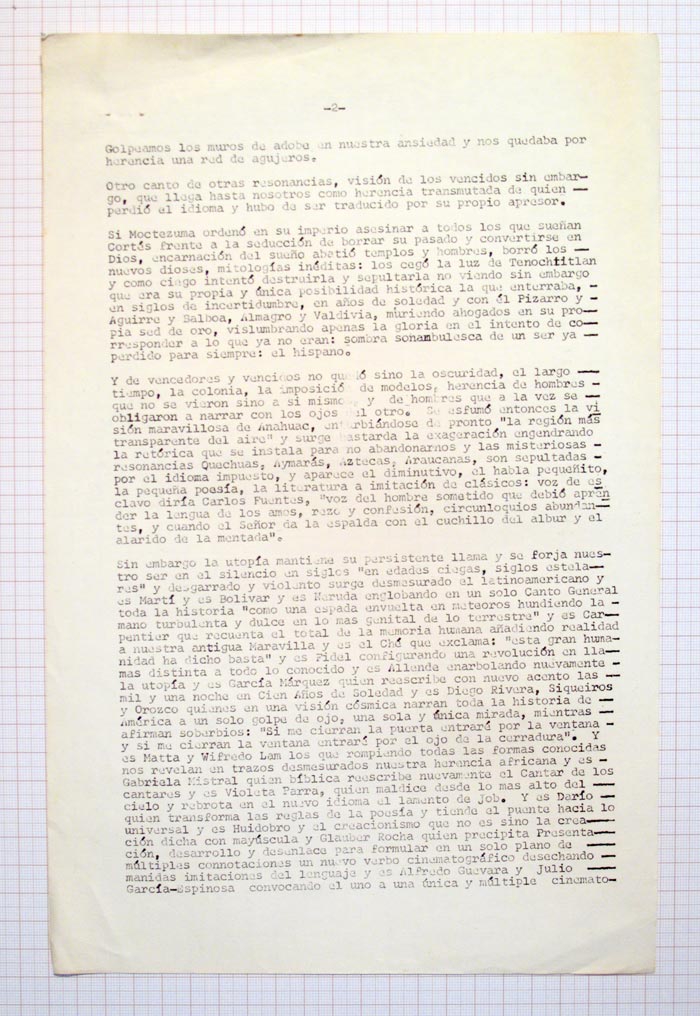 -2-
Golpeamos los muros de adobe en nuestra ansiedad y nos quedaba por
herencia una red de agujeros.
Otro canto de otras resonancias, visión de los vencidos sin embar-
go, que llega hasta nosotros como herencia transmutada de quien —
perdió el idioma y hubo de ser traducido por su propio apresor.
Si Moctezuma ordenó en su imperio asesinar a todos los que sueñan
Cortés frente a la seducción de borrar su pasado y convertirse en
Dios, encarnación del sueño abatió templos y hombres, borró los —
nuevos dioses, mitologías inéditas: los cegó la luz de Tenochtitlan
y como ciego intentó destruirla y sepultarla no viendo sin embargo
que era su propia y única posibilidad histórica la que enterraba, -
en siglos de incertidumbre, en años de soledad y con él Pizarro y -
Aguirre y Balboa, Almagro y Valdivia, muriendo ahogados en su pro-
pia sed de oro, vislumbrando apenas la gloria en el intento de co-
rresponder a lo que ya no eran: sombra sonambulesca de un ser ya -
perdido para siempre: el hispano.
Y de vencedores y vencidos no quedó sino la oscuridad, el largo —
tiempo, la colonia, la imposición de modelos, herencia de hombres -
que no se vieron sino a si mismos, y de hombres que a la vez se —
obligaron a narrar con los ojos del otro. Se esfumó entonces la vi
sión maravillosa de Anahuac, enturbiándose de pronto "la región más
transparente del aire" y surge bastarda la exageración engendrando
la retórica que se instala para no abandonarnos y las misteriosas -
resonancias Quechuas, Aymarás, Aztecas, Araucanas, son sepultadas -
por el idioma impuesto, y aparece el diminutivo, el habla pequeñito,
la pequeña poesía, la literatura a imitación de clásicos: voz de es
clavo diría Carlos Fuentes, "voz del hombre sometido que debió apren
der la lengua de los amos, rezo y confesión, circunloquios abundan-
tes, y cuando el Señor da la espalda con el cuchillo del albur y el
alarido de la mentada".
Sin embargo la utopía mantiene su persistente llama y se forja nues-
tro ser en el silencio en siglos "en edades ciegas, siglos estela—
res" y desgarrado y violento surge desmesurado el latinoamericano y
es Martí y es Bolivar y es Neruda englobando en un solo Canto General
toda la historia "como una espada envuelta en meteoros hundiendo la -
mano turbulenta y dulce en lo mas genital de lo terrestre" y es Car-
pentier que recuenta el total de la memoria humana añadiendo realidad
a nuestra antigua Maravilla y es el Ché que exclama: "esta gran huma-
nidad ha dicho basta" y es Fidel configurando una revolución en lla—
mas distinta a todo lo conocido y es Allende enarbolando nuevamente -
la utopía y es García Márquez quien reescribe con nuevo acento las —
mil y una noche en Cien Años de Soledad y es Diego Rivera, Siqueiros
y Orozco quienes en una visión cósmica narran toda la historia de —
América a un solo golpe de ojo, una sola y única mirada, mientras —
afirman soberbios: "Si me cierran la puerta entraré por la ventana -
y si me cierran la ventana entraré por el ojo de la cerradura". Y
es Matta y Wifredo Lam los que rompiendo todas las formas conocidas
nos revelan en trazos desmesurados nuestra herencia africana y es -
Gabriela Mistral quien bíblica reescribe nuevamente el Cantar de los
cantares y es Violeta Parra, quien maldice desde lo mas alto del —
cielo y rebrota en el nuevo idioma el lamento de Job. Y es Darío —
quien transforma las reglas de la poesía y tiende el puente hacia lo
universal y es Huidobro y el creacionismo que no es sino la crea—
ción dicha con mayúscula y Glauber Rocha quien precipita Presenta—
ción, desarrollo y desenlace para formular en un solo plano de —
múltiples connotaciones un nuevo verbo cinematográfico desechando —
manidas imitaciones del lenguaje y es Alfredo Guevara y Julio —
García-Espinosa convocando el uno a una única y múltiple cinemato-